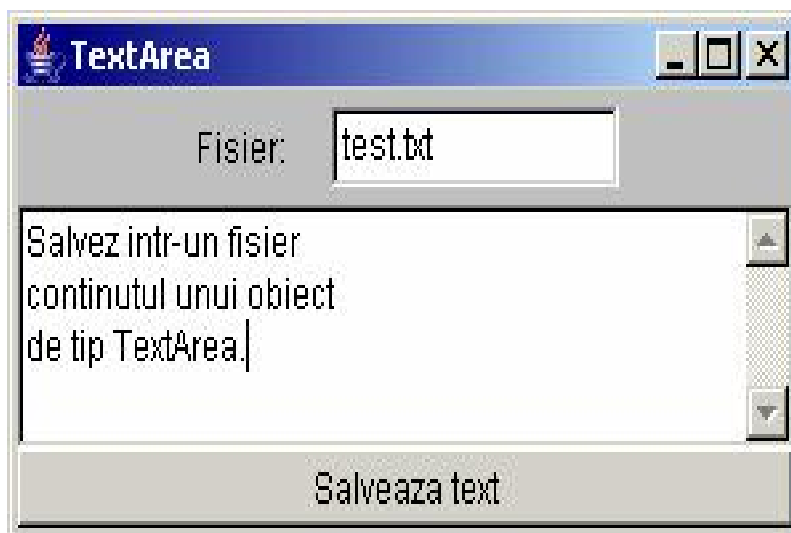 TextArea
Fisier: test.txt
Salvez intr-un fisier
continutul unui obiect
de tip TextArea.
Salveaza text